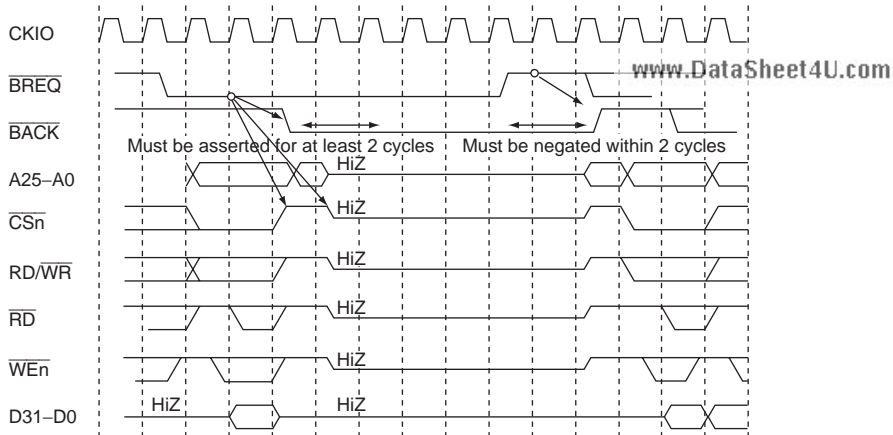 CKIO
www.DataSheet4U.com
BREQ
BACK
Must be asserted for at least 2 cycles Must be negated within 2 cycles
A25–A0 HiZ
CSn HiZ
RD/WR HiZ
RD HiZ
WEn HiZ
D31–D0 HiZ HiZ